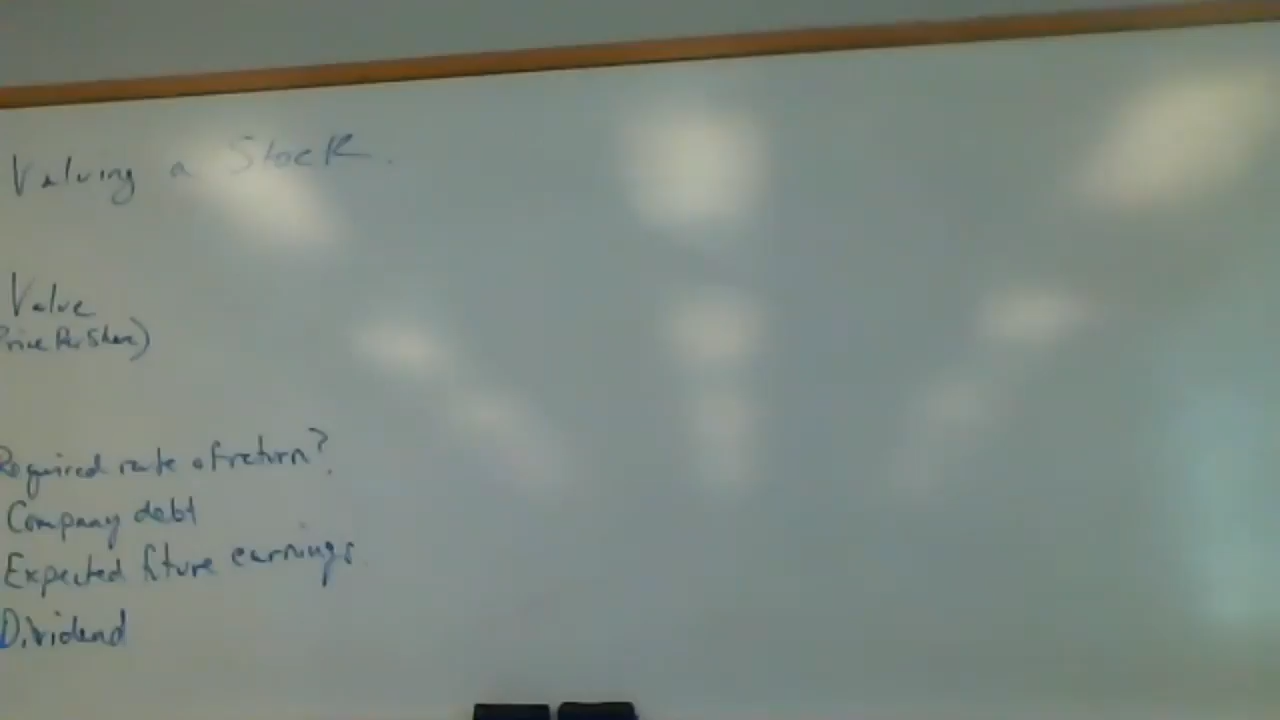 Valuing a Stock.
Value
Price Per Share)
Required rate of return?
Company debt
Expected future earnings
Dividend